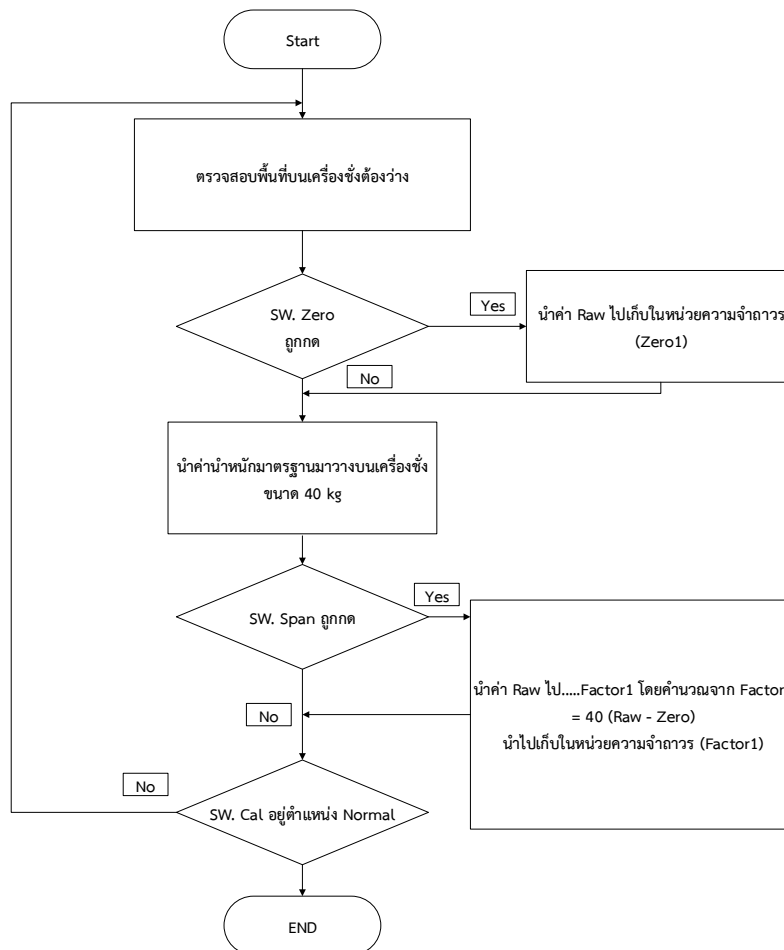 Start
ตรวจสอบพื้นที่บนเครื่องชั่งต้องว่าง
SW. Zero
ถูกกด
Yes
นำค่า Raw ไปเก็บในหน่วยความจำถาวร
(Zero1)
No
นำค่านำหนักมาตรฐานมาวางบนเครื่องชั่ง
ขนาด 40 kg
SW. Span ถูกกด
Yes
นำค่า Raw ไป.....Factor1 โดยคำนวณจาก Factor
= 40 (Raw - Zero)
นำไปเก็บในหน่วยความจำถาวร (Factor1)
No
SW. Cal อยู่ตำแหน่ง Normal
No
END